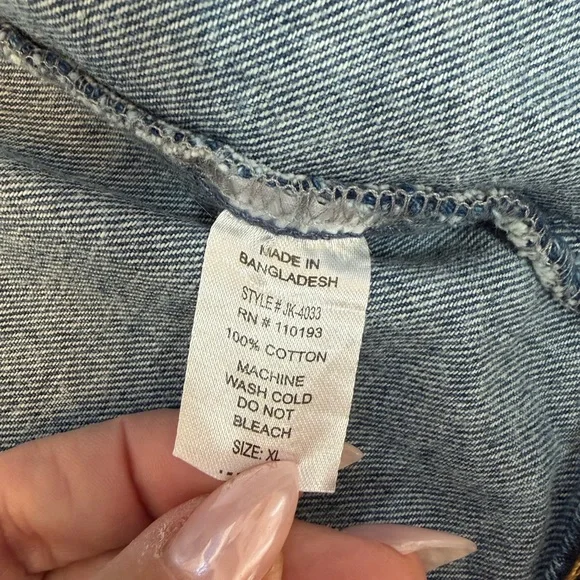 MADE IN
BANGLADESH
STYLE# JK-4033
RN # 110193
100% COTTON
MACHINE
WASH COLD
DO NOT
BLEACH
SIZE: XL